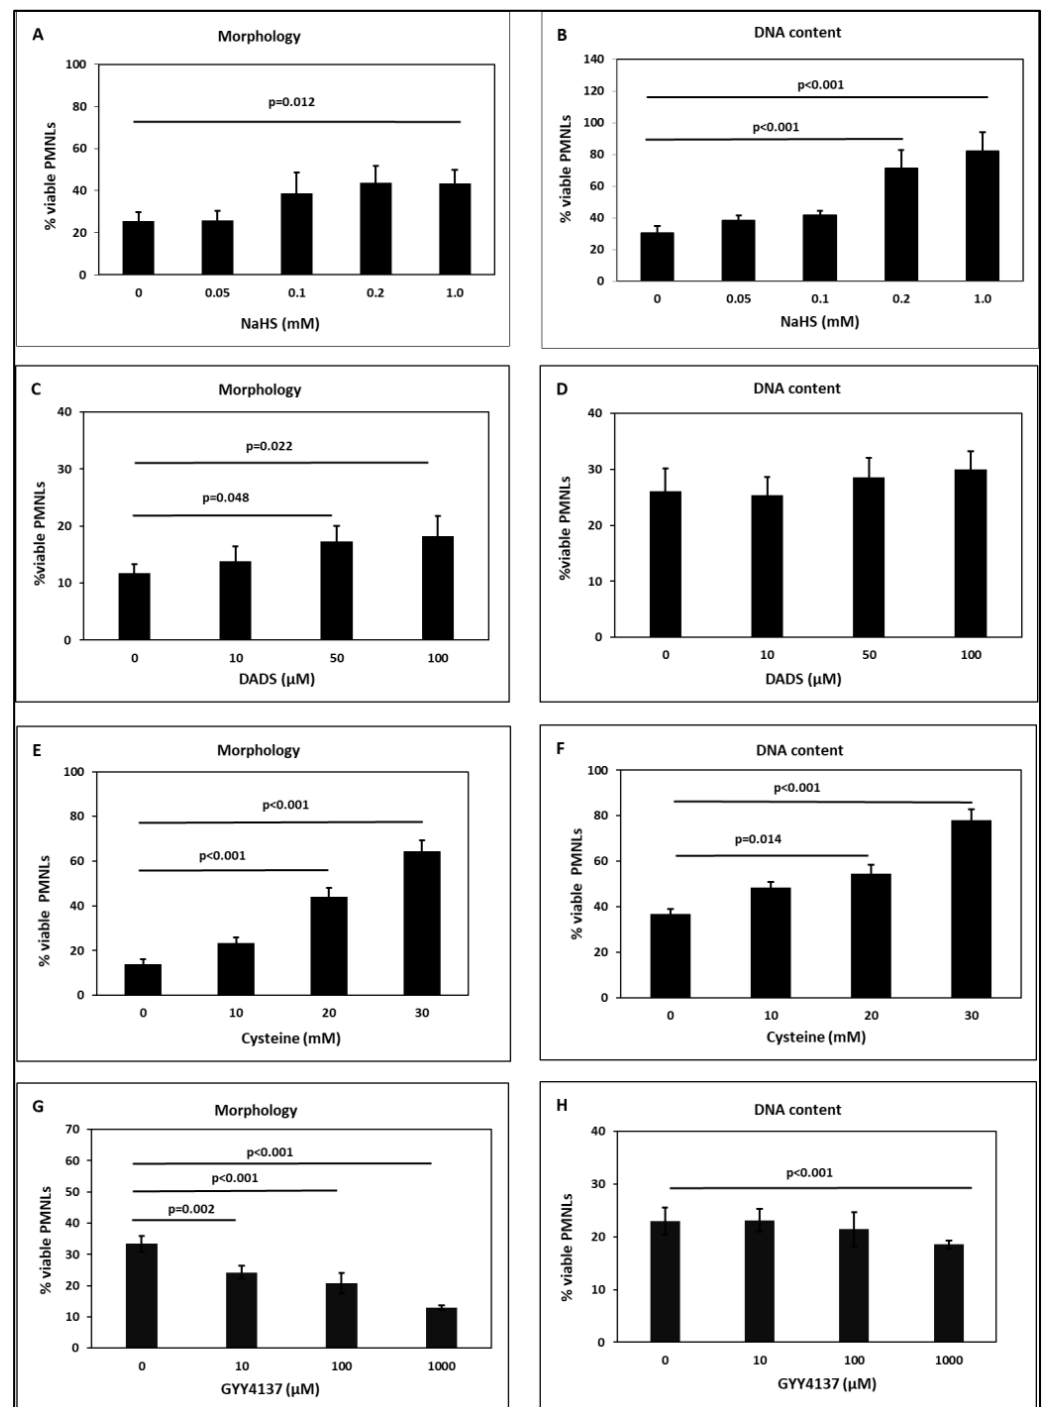 A
Morphology
100
80
60
40
20
0
% viable PMNLs
p=0.012
0 0.05 0.1 0.2 1.0
NaHS (mM)
B
DNA content
140
120
100
80
60
40
20
0
% viable PMNLs
p<0.001
p<0.001
0 0.05 0.1 0.2 1.0
NaHS (mM)
C
Morphology
40
30
20
10
0
%viable PMNLs
p=0.022
p=0.048
0 10 50 100
DADS (µM)
D
DNA content
40
30
20
10
0
%viable PMNLs
0 10 50 100
DADS (µM)
E
Morphology
100
80
60
40
20
0
% viable PMNLs
p<0.001
p<0.001
0 10 20 30
Cysteine (mM)
F
DNA content
100
80
60
40
20
0
% viable PMNLs
p<0.001
p=0.014
0 10 20 30
Cysteine (mM)
G
Morphology
70
60
50
40
30
20
10
0
% viable PMNLs
p<0.001
p<0.001
p=0.002
0 10 100 1000
GYY4137 (µM)
H
DNA content
40
30
20
10
0
% viable PMNLs
p<0.001
0 10 100 1000
GYY4137 (µM)